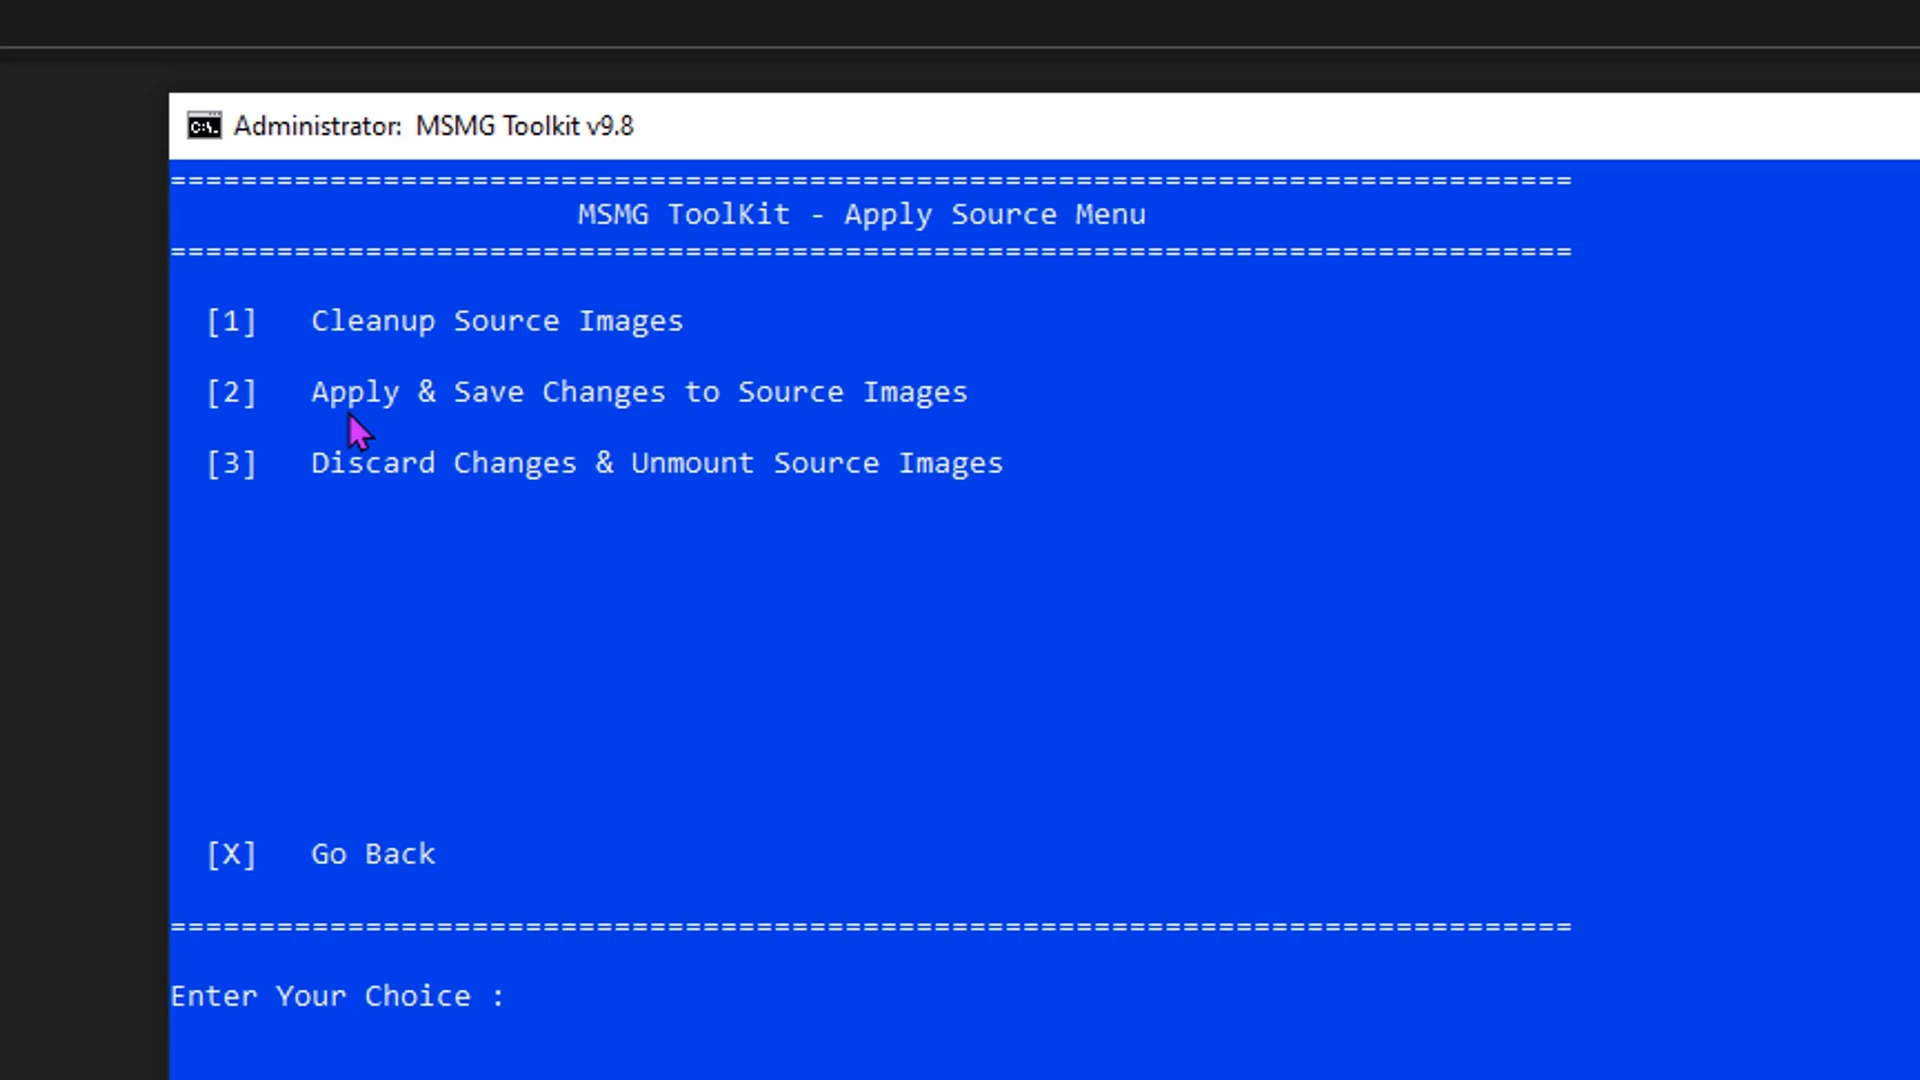 Administrator:  MSMG Toolkit v9.8
===============================================================================
MSMG ToolKit - Apply Source Menu
===============================================================================
[1]   Cleanup Source Images
[2]   Apply & Save Changes to Source Images
[3]   Discard Changes & Unmount Source Images
[X]   Go Back
===============================================================================
Enter Your Choice :